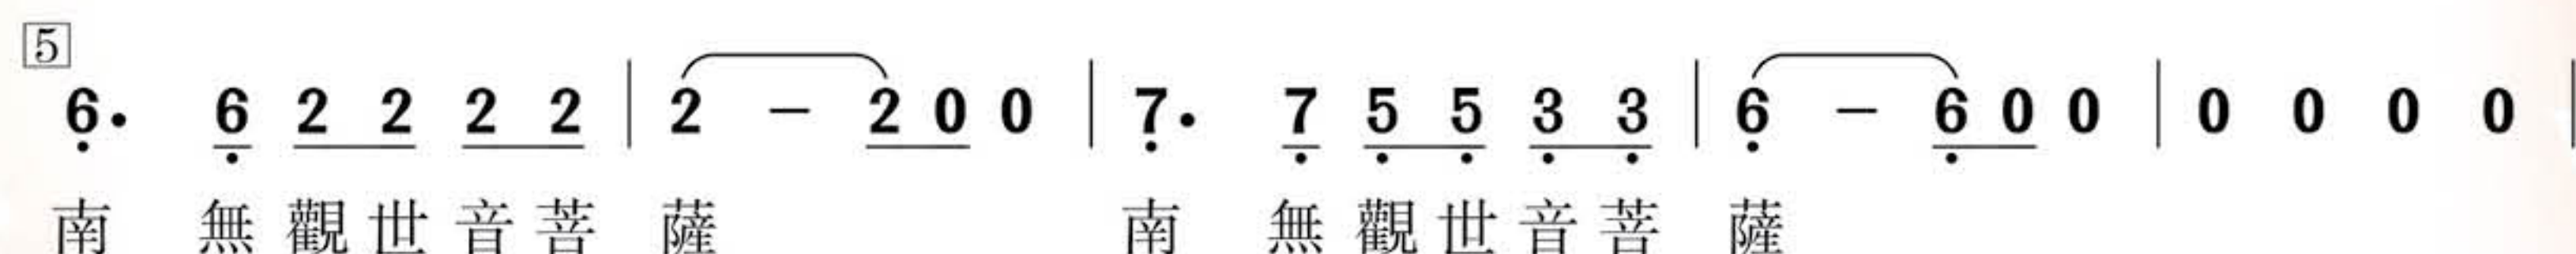 5
6. 6 2 2 2 2 | 2 - 2 0 0 | 7. 7 5 5 3 3 | 6 - 6 0 0 | 0 0 0 0 |
南 無 觀 世 音 菩 薩 南 無 觀 世 音 菩 薩